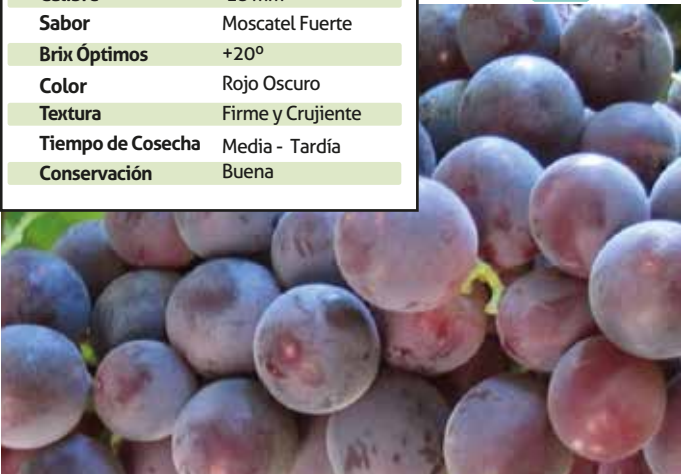 Sabor Moscatel Fuerte
Brix Óptimos +20º
Color Rojo Oscuro
Textura Firme y Crujiente
Tiempo de Cosecha Media - Tardía
Conservación Buena